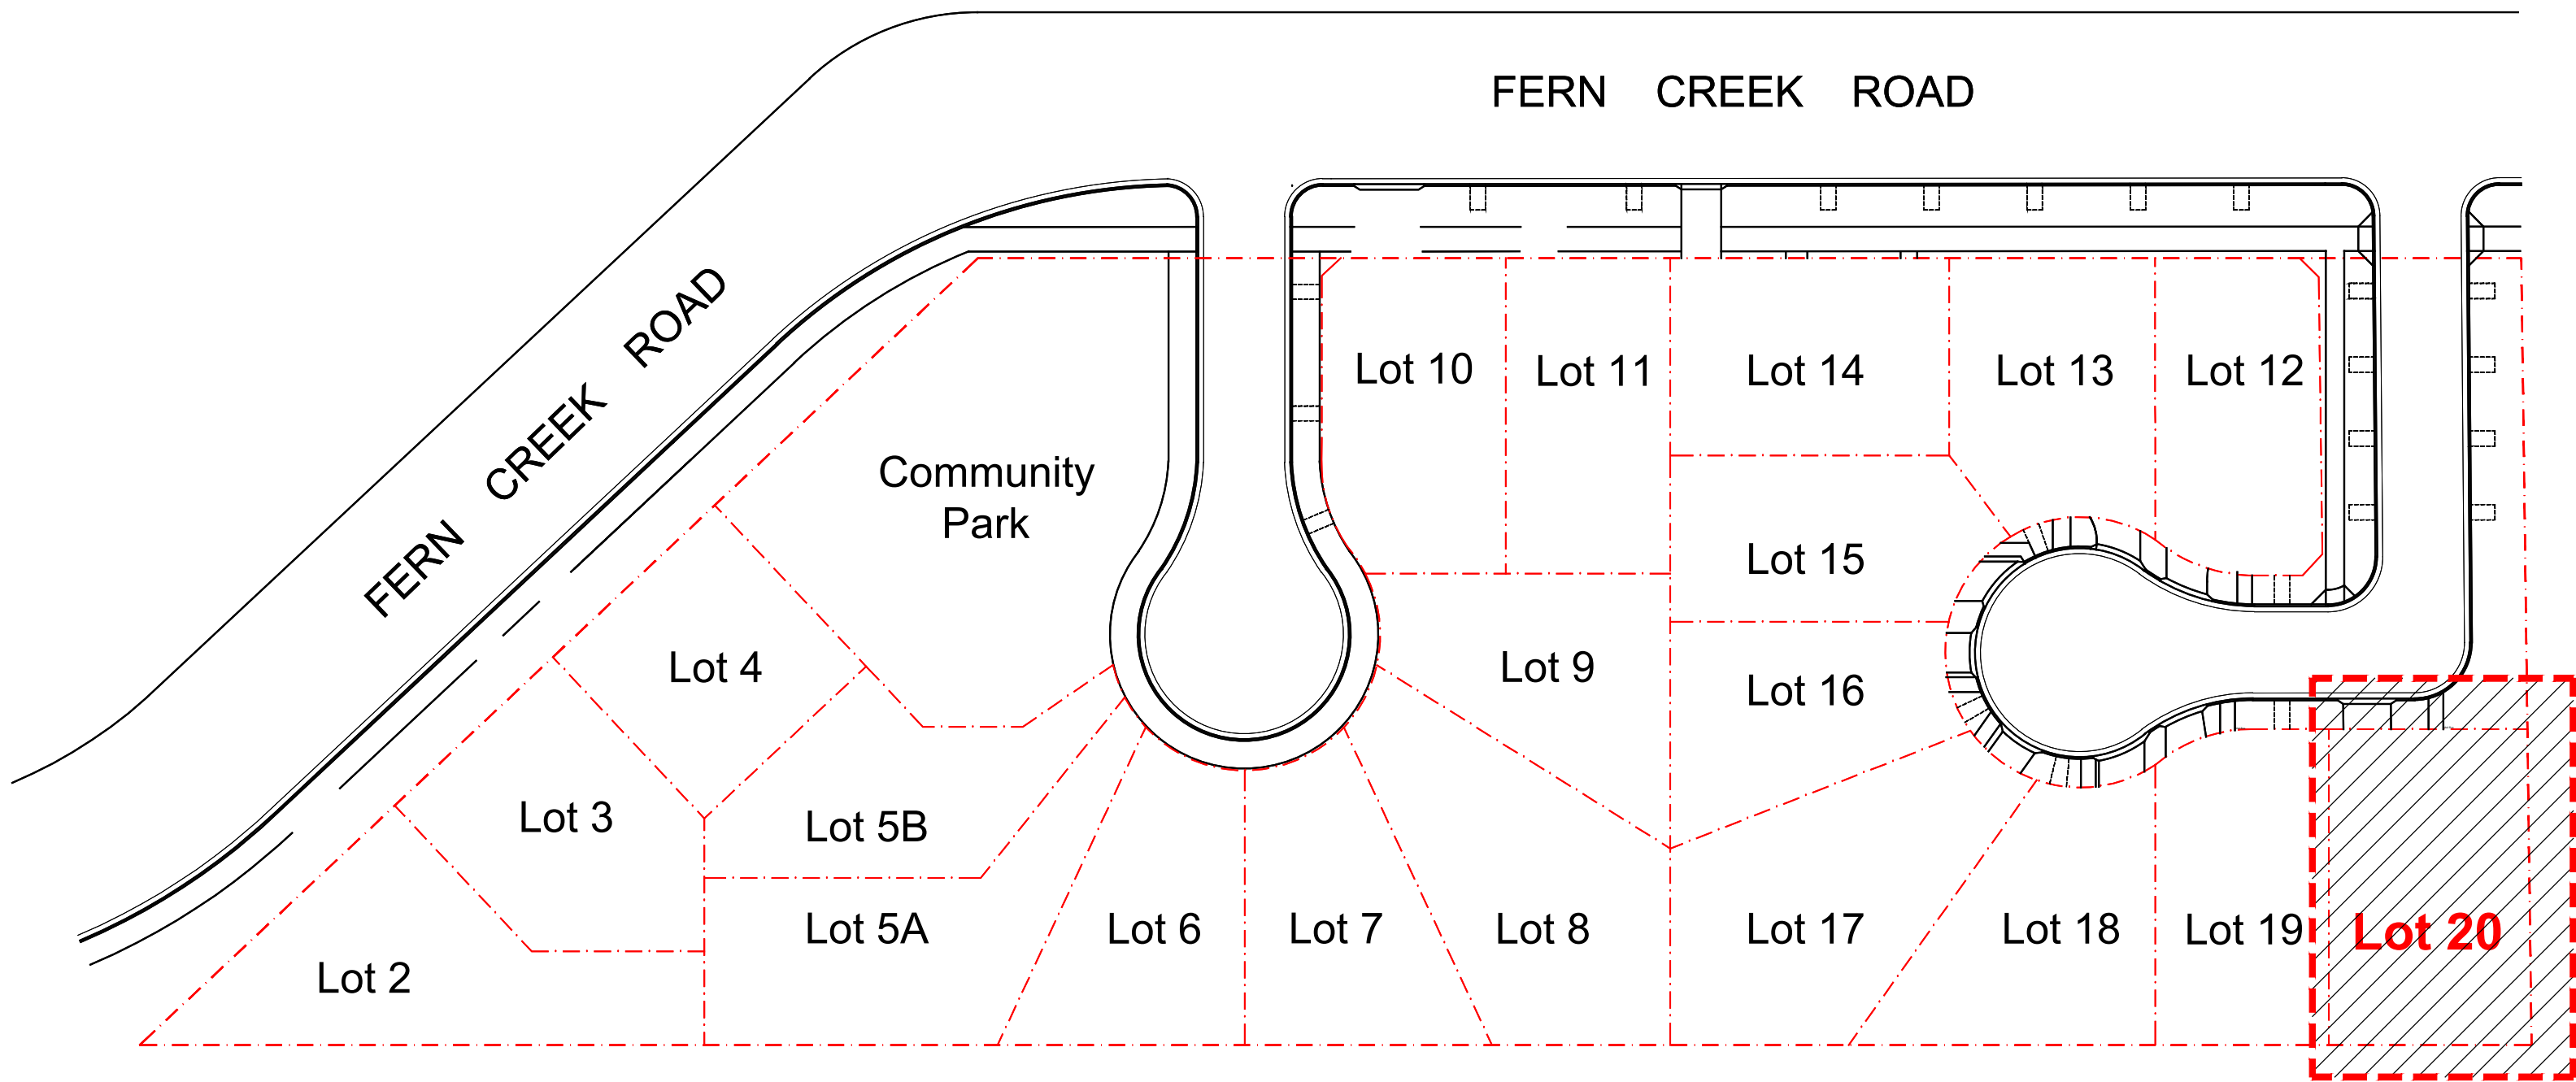 FERN CREEK ROAD
FERN CREEK ROAD
Lot 10
Lot 11
Lot 14
Lot 13
Lot 12
Community
Park
Lot 15
Lot 4
Lot 9
Lot 16
Lot 3
Lot 5B
Lot 5A
Lot 6
Lot 7
Lot 8
Lot 17
Lot 18
Lot 19
Lot 20
Lot 2